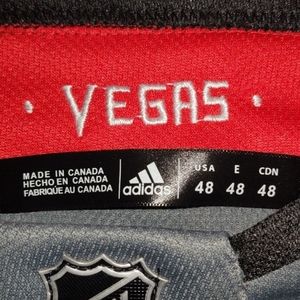 · VEGAS ·
MADE IN CANADA
HECHO EN CANADA
FABRIQUÉ AU CANADA
adidas
USA E CDN
48 48 48